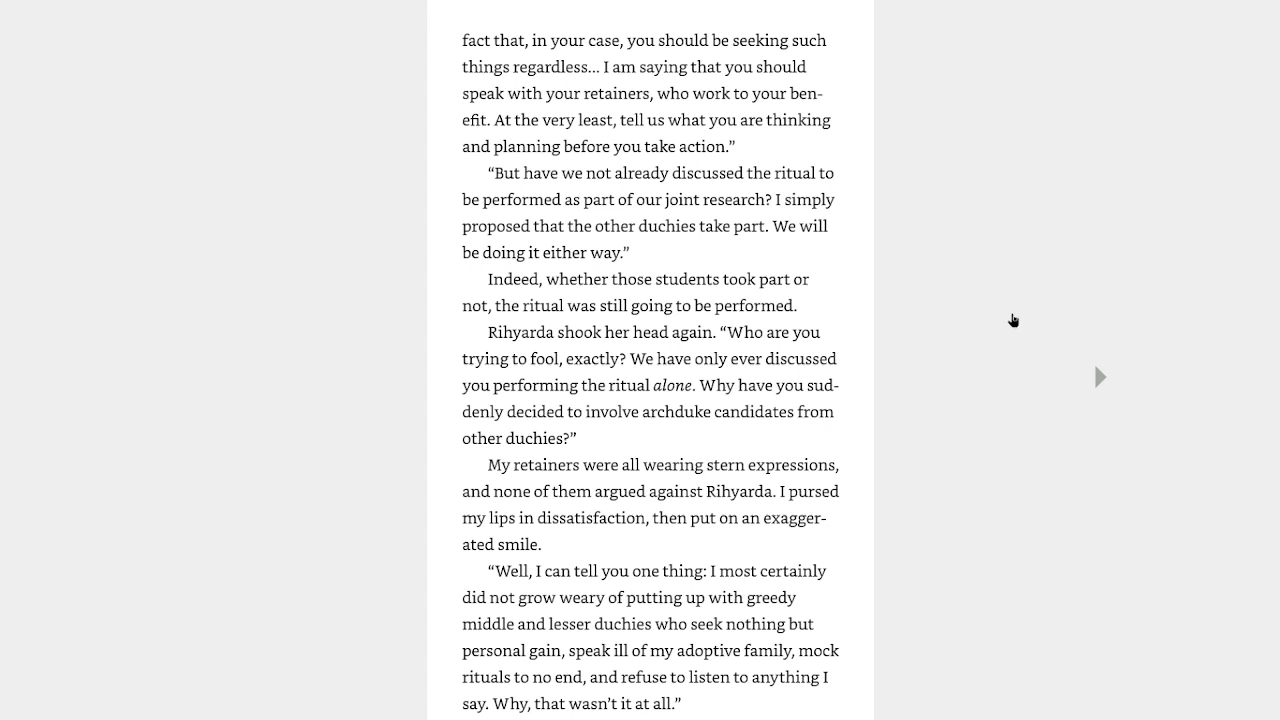 fact that, in your case, you should be seeking such
things regardless... I am saying that you should
speak with your retainers, who work to your ben-
efit. At the very least, tell us what you are thinking
and planning before you take action.”
“But have we not already discussed the ritual to
be performed as part of our joint research? I simply
proposed that the other duchies take part. We will
be doing it either way.”
Indeed, whether those students took part or
not, the ritual was still going to be performed.
Rihyarda shook her head again. “Who are you
trying to fool, exactly? We have only ever discussed
you performing the ritual alone. Why have you sud-
denly decided to involve archduke candidates from
other duchies?”
My retainers were all wearing stern expressions,
and none of them argued against Rihyarda. I pursed
my lips in dissatisfaction, then put on an exagger-
ated smile.
“Well, I can tell you one thing: I most certainly
did not grow weary of putting up with greedy
middle and lesser duchies who seek nothing but
personal gain, speak ill of my adoptive family, mock
rituals to no end, and refuse to listen to anything I
say. Why, that wasn’t it at all.”